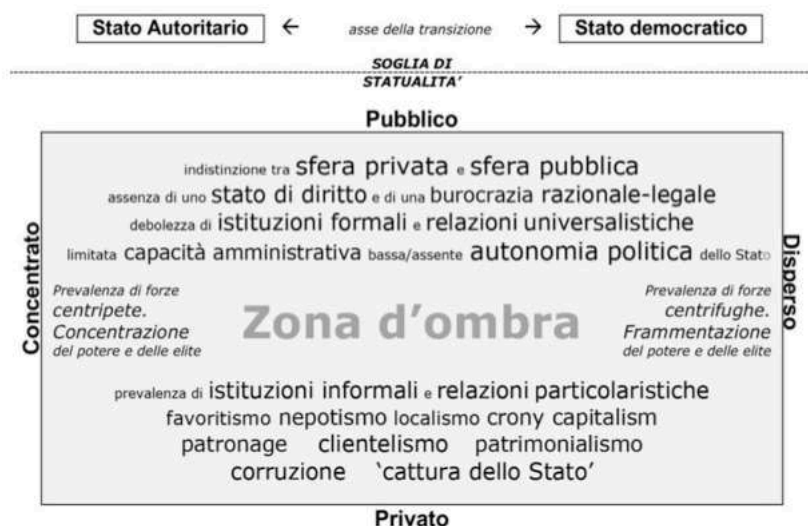 Stato Autoritario ← asse della transizione → Stato democratico
SOGLIA DI
STATUALITA'
Pubblico
indistinzione tra sfera privata e sfera pubblica
assenza di uno stato di diritto e di una burocrazia razionale-legale
debolezza di istituzioni formali e relazioni universalistiche
limitata capacità amministrativa bassa/assente autonomia politica dello Stato
Concentrato
Prevalenza di forze
centripete.
Concentrazione
del potere e delle elite
Zona d'ombra
Prevalenza di forze
centrifughe.
Frammentazione
del potere e delle elite
Disperso
prevalenza di istituzioni informali e relazioni particolaristiche
favoritismo nepotismo localismo crony capitalism
patronage clientelismo patrimonialismo
corruzione 'cattura dello Stato'
Privato